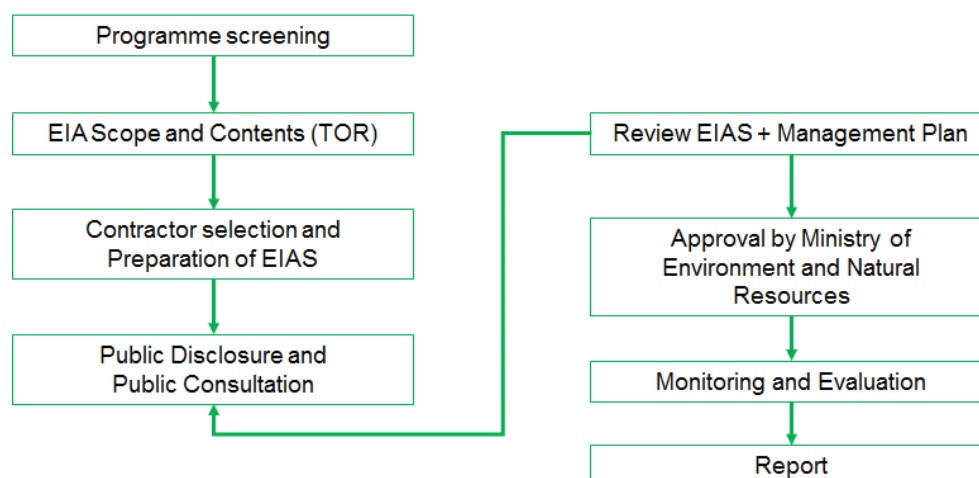 Programme screening
EIA Scope and Contents (TOR)
Contractor selection and
Preparation of EIAS
Public Disclosure and
Public Consultation
Review EIAS + Management Plan
Approval by Ministry of
Environment and Natural
Resources
Monitoring and Evaluation
Report